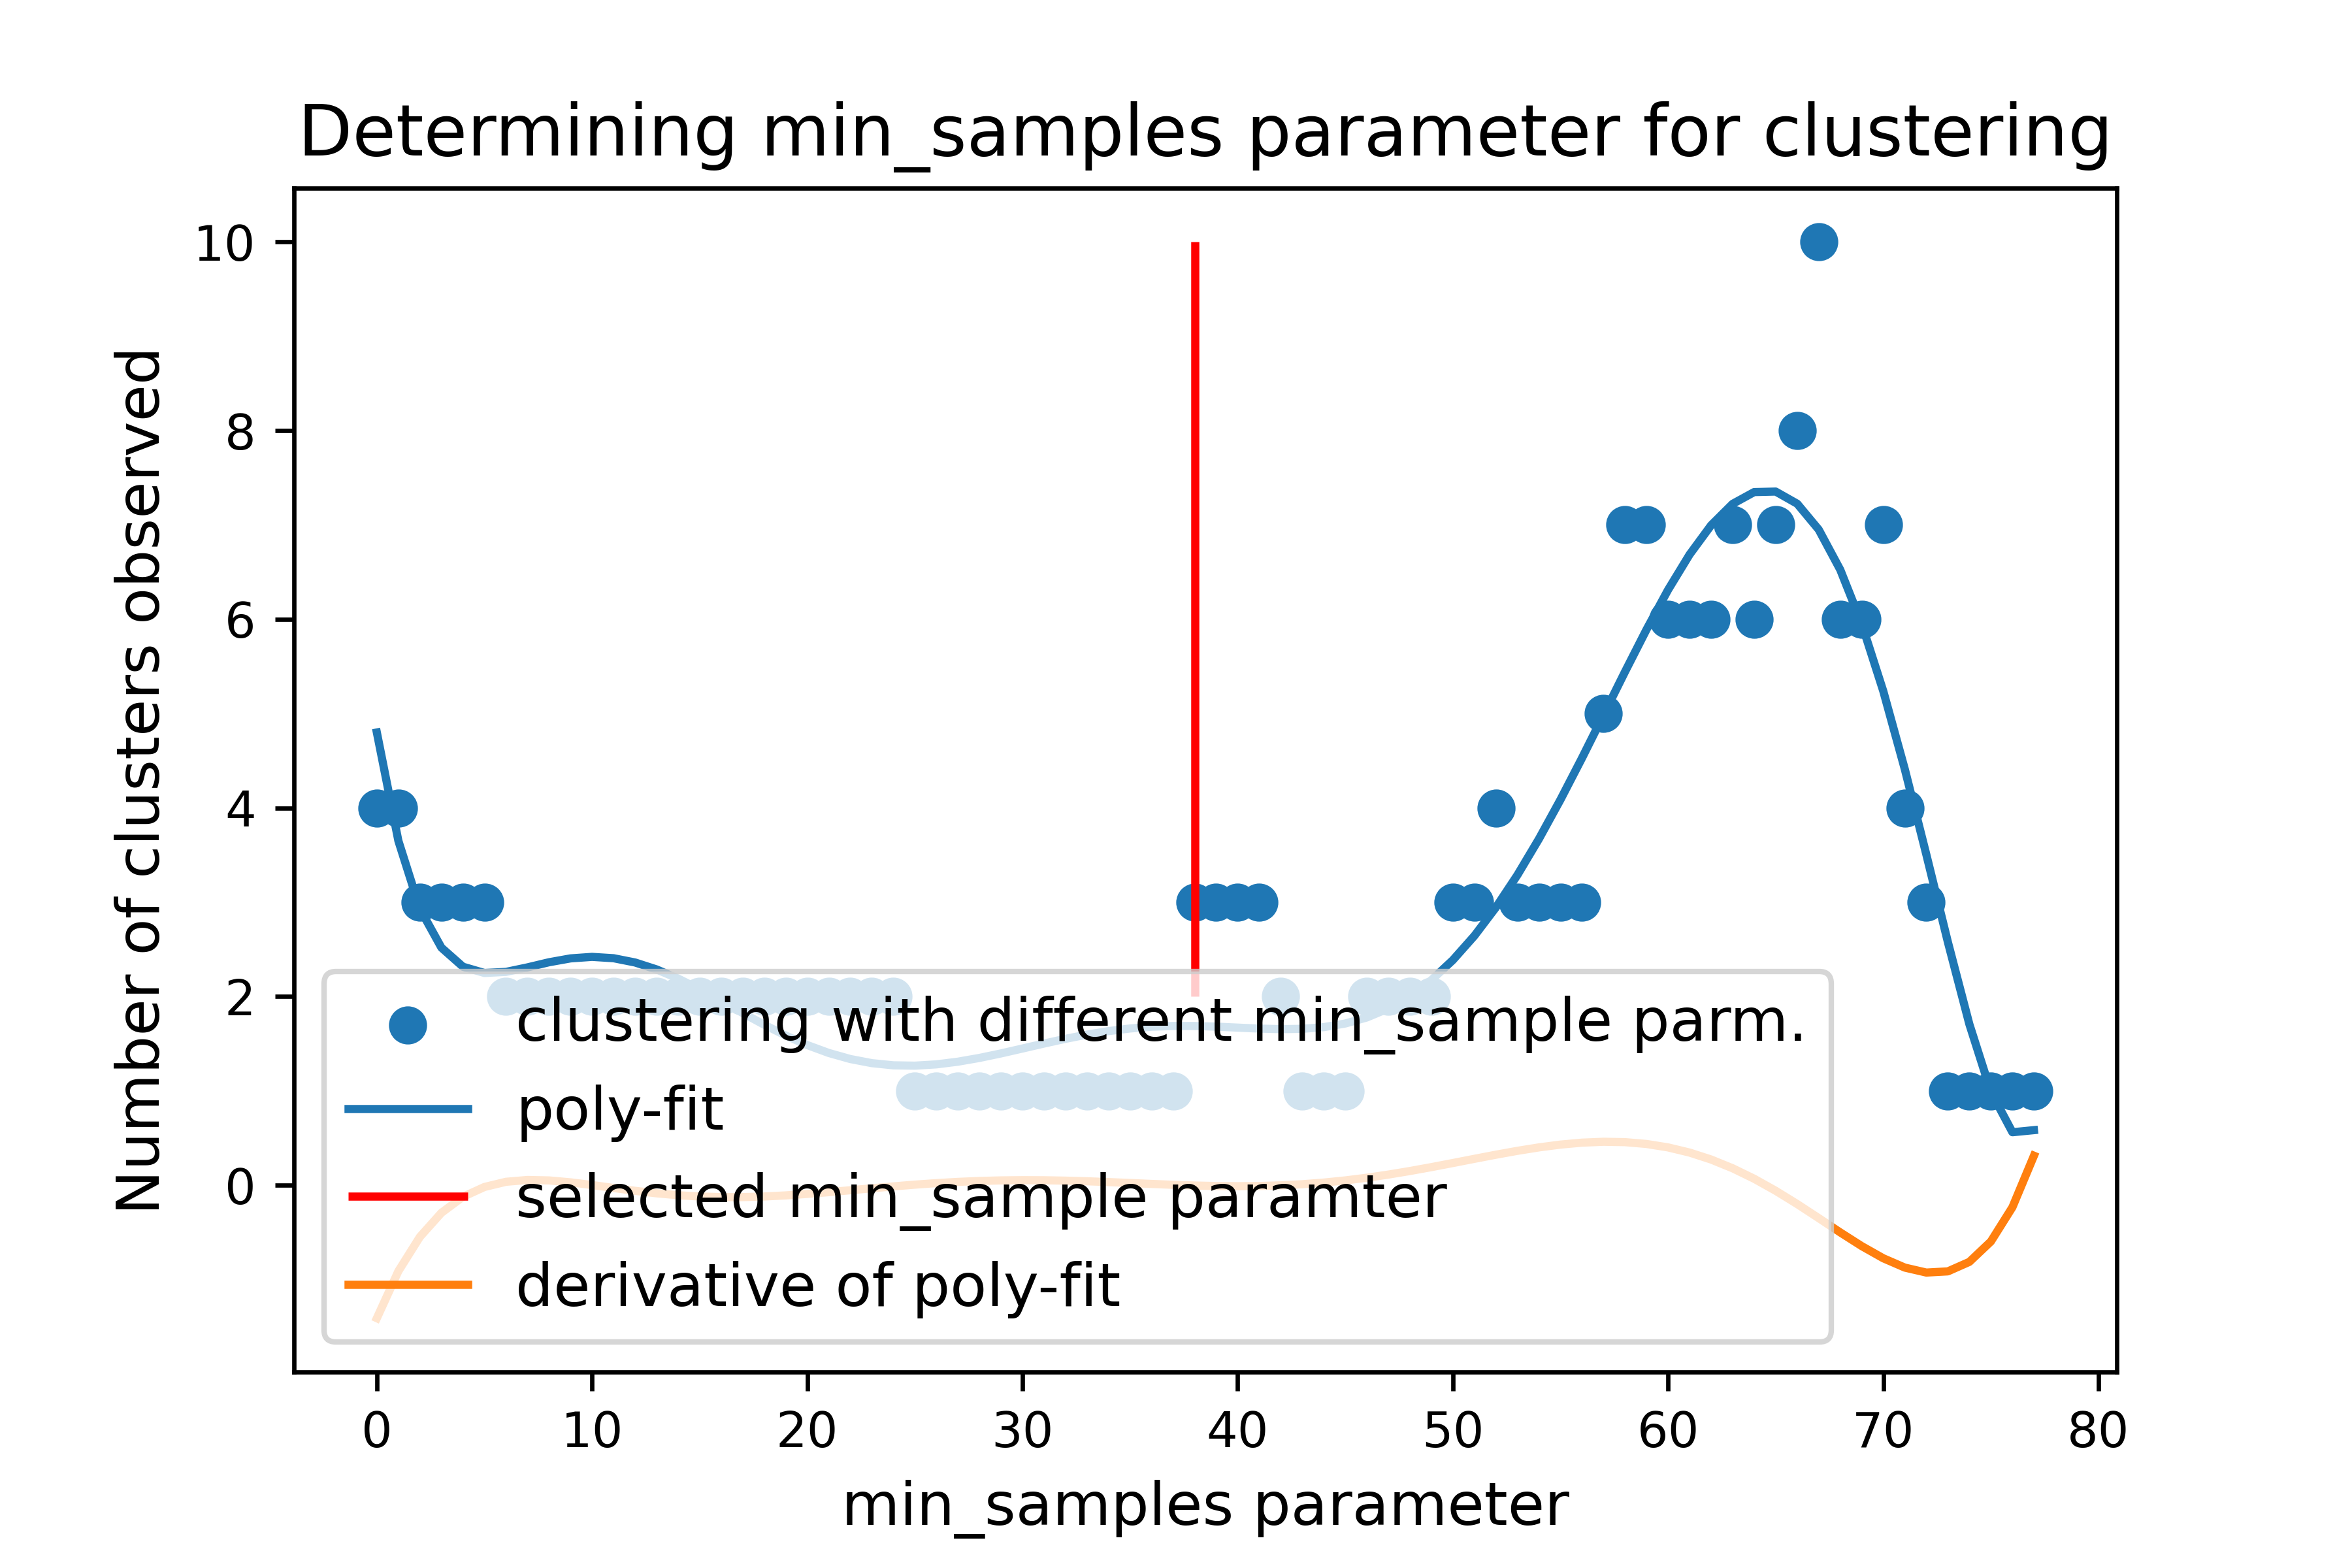 Determining min_samples parameter for clustering
Number of clusters observed
10
8
6
4
2
0
clustering with different min_sample parm.
poly-fit
selected min_sample paramter
derivative of poly-fit
0 10 20 30 40 50 60 70 80
min_samples parameter